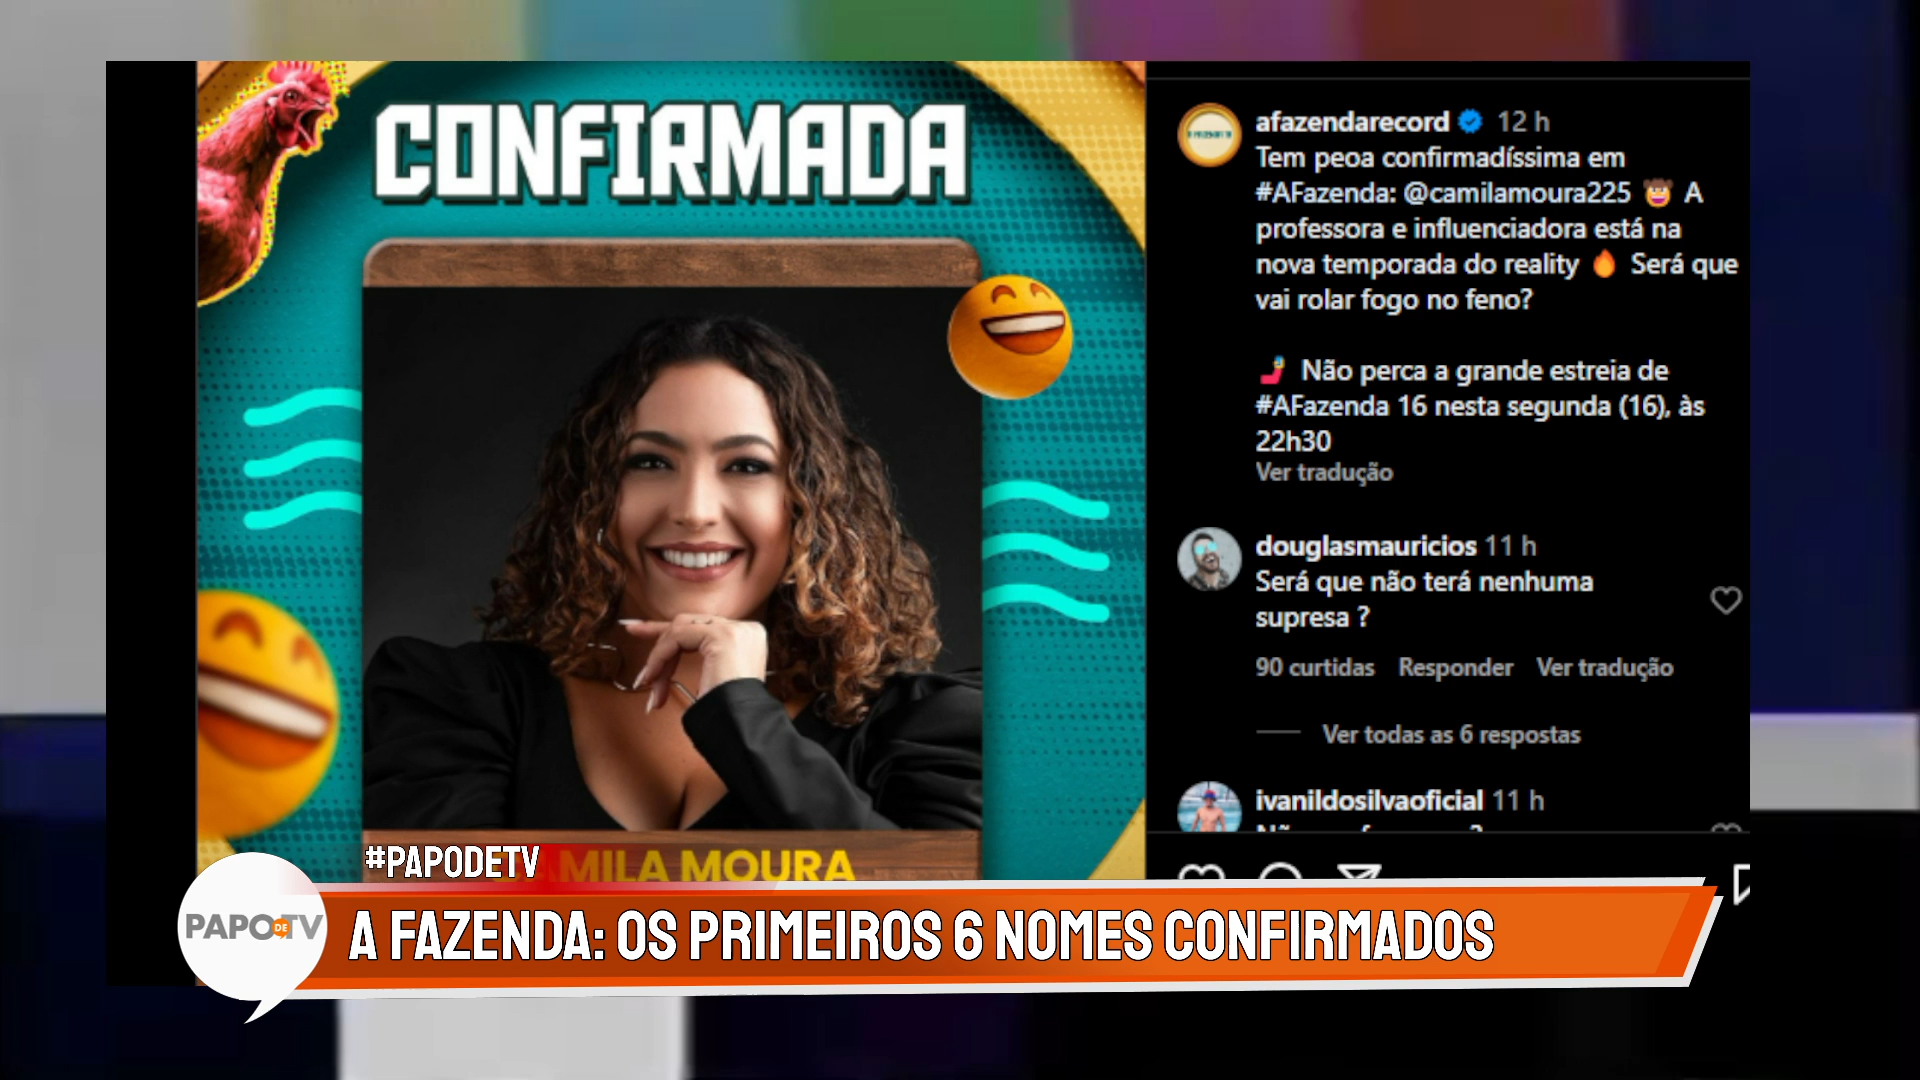 CONFIRMADA
afazendarecord 12 h
Tem peoa confirmadíssima em
#AFazenda: @camilamoura225 🤠 A
professora e influenciadora está na
nova temporada do reality 🔥 Será que
vai rolar fogo no feno?
🤳 Não perca a grande estreia de
#AFazenda 16 nesta segunda (16), às
22h30
Ver tradução
douglasmauricios 11 h
Será que não terá nenhuma
supresa ?
90 curtidas Responder Ver tradução
Ver todas as 6 respostas
ivanildosilvaoficial 11 h
#PAPODETV
MILA MOURA
PAPO DE TV
A FAZENDA: OS PRIMEIROS 6 NOMES CONFIRMADOS